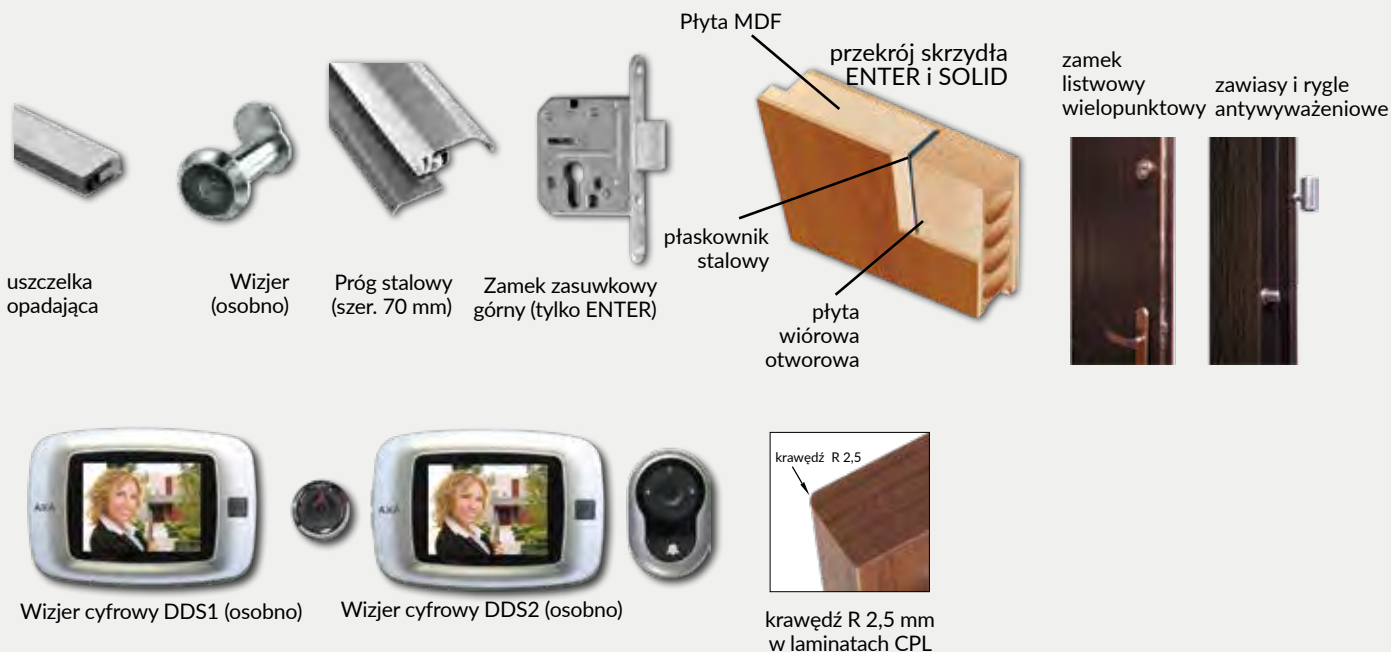 Płyta MDF
przekrój skrzydła
ENTER i SOLID
zamek
listwowy
wielopunktowy
zawiasy i rygle
antywyważeniowe
płaskownik
stalowy
uszczelka
opadająca
Wizjer
(osobno)
Próg stalowy
(szer. 70 mm)
Zamek zasuwkowy
górny (tylko ENTER)
płyta
wiórowa
otworowa
AXA
AXA
krawędź R 2,5
Wizjer cyfrowy DDS1 (osobno)
Wizjer cyfrowy DDS2 (osobno)
krawędź R 2,5 mm
w laminatach CPL